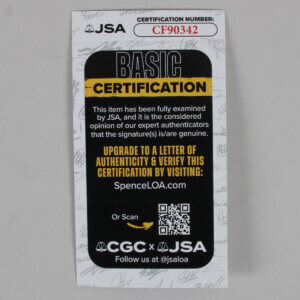 JSA
CERTIFICATION NUMBER:
CF90342
BASIC
CERTIFICATION
This item has been fully examined
by JSA, and it is the considered
opinion of our expert authenticators
that the signature(s) is/are genuine.
UPGRADE TO A LETTER OF
AUTHENTICITY & VERIFY THIS
CERTIFICATION BY VISITING:
SpenceLOA.com
Or Scan
CGC x JSA
Follow us at @jsaloa